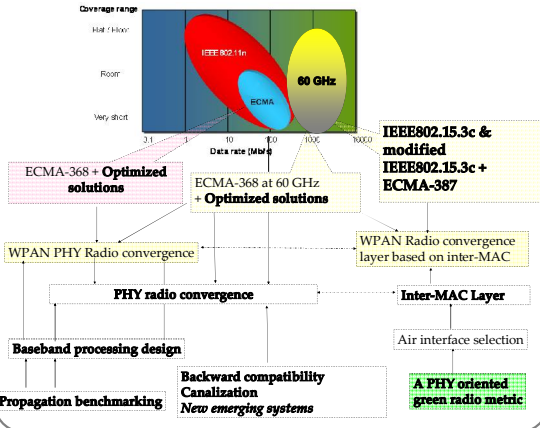 Coverage range
Flat / Floor
Room
Very short
IEEE 802.11n
ECMA
60 GHz
1
10
100
1000
10000
Data rate (Mb/s)
IEEE802.15.3c &
modified
IEEE802.15.3c +
ECMA-387
ECMA-368 + Optimized
solutions
ECMA-368 at 60 GHz
+ Optimized solutions
WPAN PHY Radio convergence
WPAN Radio convergence
layer based on inter-MAC
PHY radio convergence
Inter-MAC Layer
Baseband processing design
Air interface selection
Backward compatibility
Canalization
New emerging systems
A PHY oriented
green radio metric
Propagation benchmarking